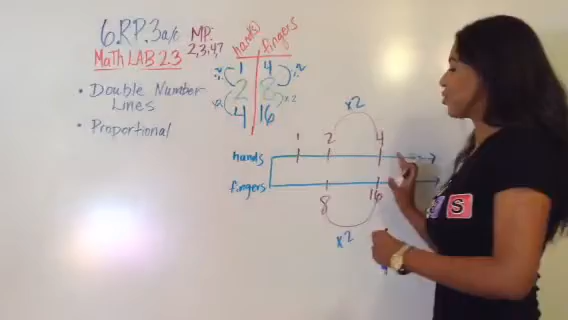 6.RP.3a/c MP:
2,3,4,7
Math LAB 2.3
• Double Number
Lines
• Proportional
hands fingers
1 4
2 8
4 16
x2
x2
x2
1 2 4
hands
fingers
8 16
x2
S